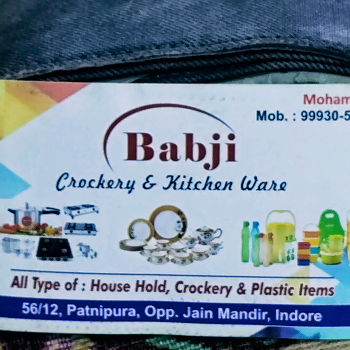 Moham
Mob. : 99930-5
Babji
Crockery & Kitchen Ware
All Type of : House Hold, Crockery & Plastic Items
56/12, Patnipura, Opp. Jain Mandir, Indore